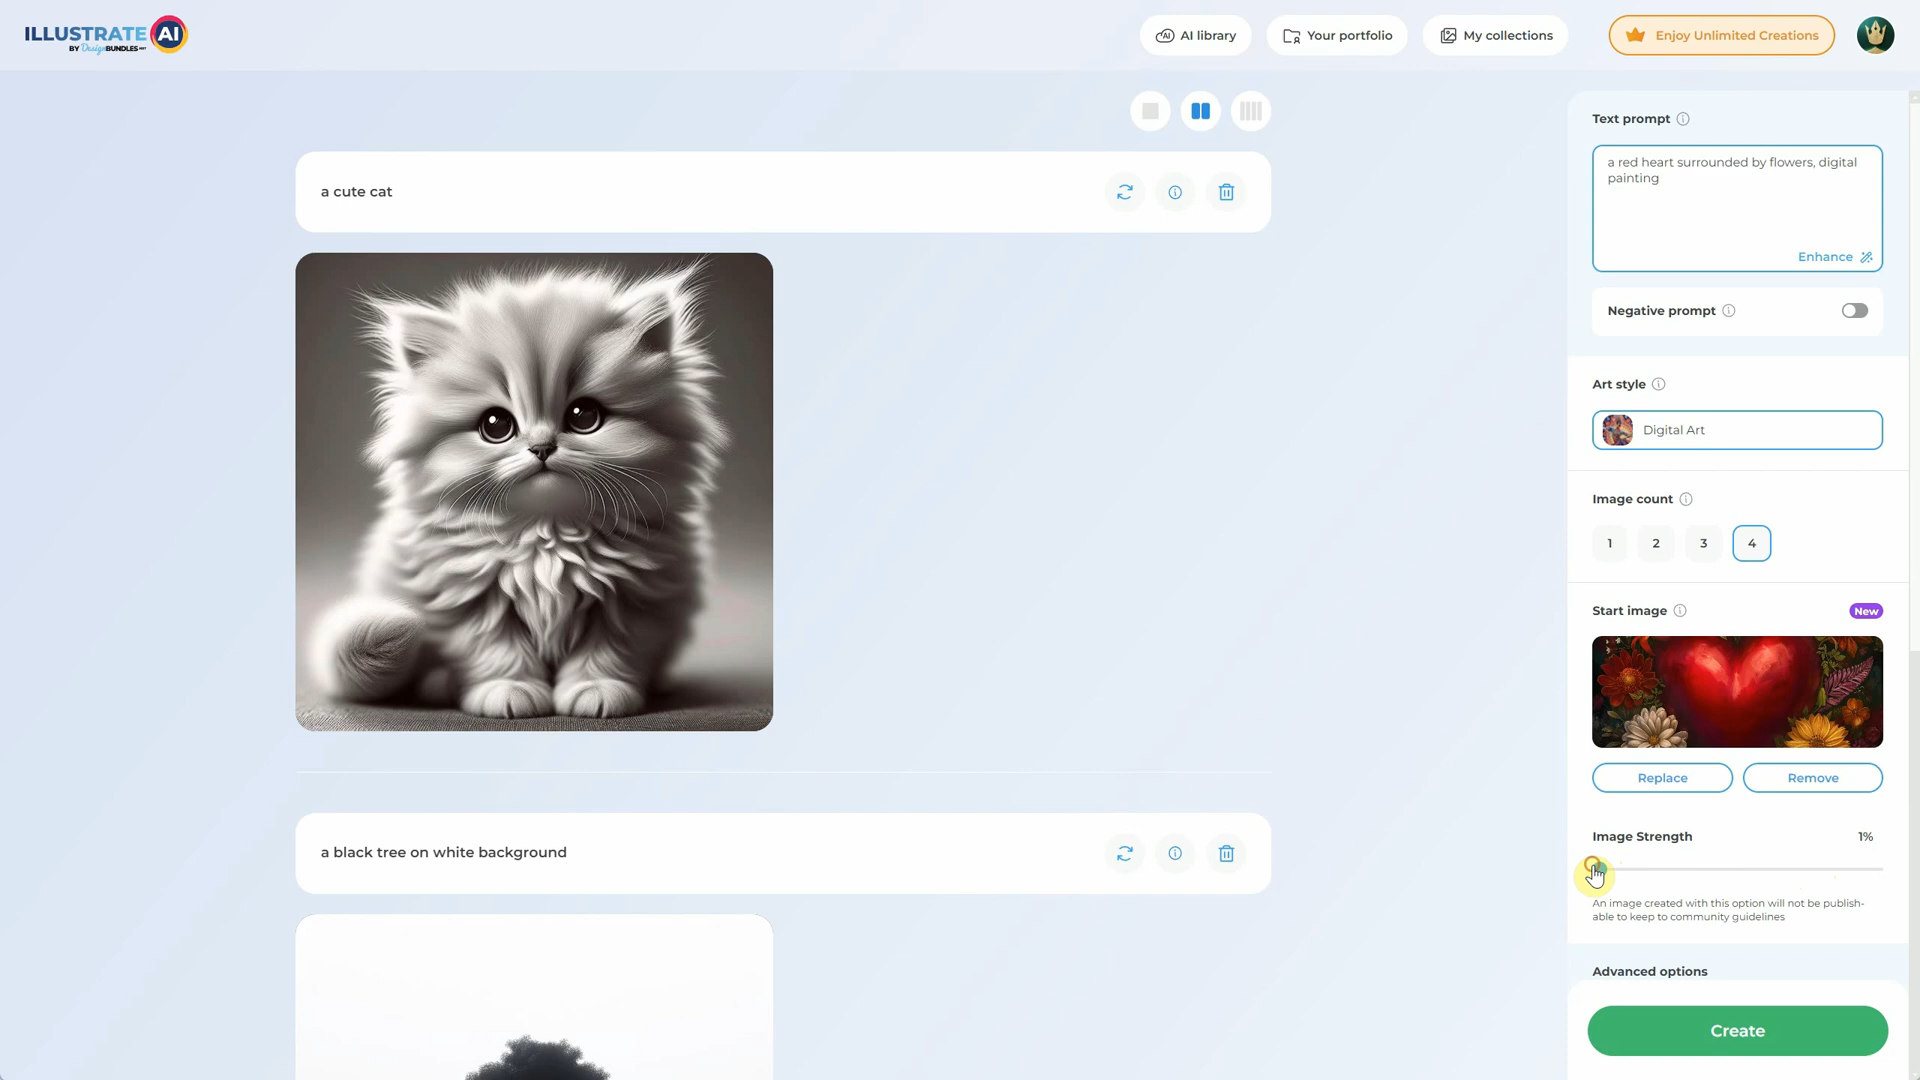 ILLUSTRATE AI
BY Design BUNDLES.NET
AI library
Your portfolio
My collections
Enjoy Unlimited Creations
a cute cat
a black tree on white background
Text prompt
a red heart surrounded by flowers, digital
painting
Enhance
Negative prompt
Art style
Digital Art
Image count
1 2 3 4
Start image
New
Replace
Remove
Image Strength
1%
An image created with this option will not be publish-
able to keep to community guidelines
Advanced options
Create